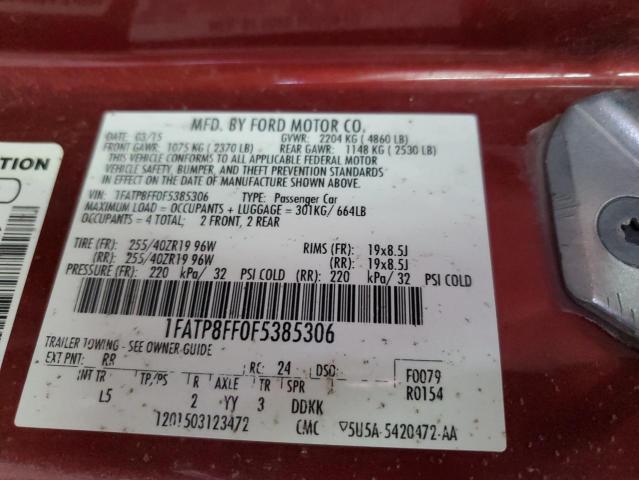 MFD. BY FORD MOTOR CO.
DATE: 03/15 GVWR: 2204 KG ( 4860 LB)
FRONT GAWR: 1075 KG ( 2370 LB) REAR GAWR: 1148 KG ( 2530 LB)
THIS VEHICLE CONFORMS TO ALL APPLICABLE FEDERAL MOTOR
VEHICLE SAFETY, BUMPER, AND THEFT PREVENTION STANDARDS
IN EFFECT ON THE DATE OF MANUFACTURE SHOWN ABOVE.
VIN: 1FATP8FF0F5385306 TYPE: Passenger Car
MAXIMUM LOAD = OCCUPANTS + LUGGAGE = 301KG/ 664LB
OCCUPANTS = 4 TOTAL; 2 FRONT, 2 REAR
TIRE (FR): 255/40ZR19 96W RIMS (FR): 19x8.5J
(RR): 255/40ZR19 96W (RR): 19x8.5J
PRESSURE (FR): 220 kPa/ 32 PSI COLD (RR): 220 kPa/ 32 PSI COLD
1FATP8FF0F5385306
TRAILER TOWING - SEE OWNER GUIDE
EXT PNT: RR RC: 24 DSO: F0079
R0154
INT TR TP/PS R AXLE TR SPR
L5 2 YY 3 DDKK
1201503123472 CMC ▽5U5A-5420472-AA
TION